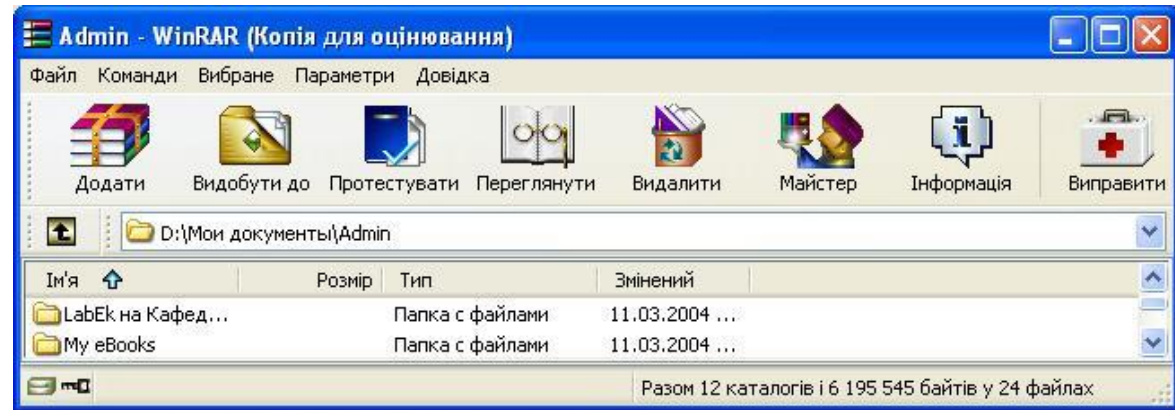 Admin - WinRAR (Копія для оцінювання)
Файл Команди Вибране Параметри Довідка
Додати Видобути до Протестувати Переглянути Видалити Майстер Інформація Виправити
D:\Мои документы\Admin
Ім'я Розмір Тип Змінений
LabEk на Кафед... Папка с файлами 11.03.2004 ...
My eBooks Папка с файлами 11.03.2004 ...
Разом 12 каталогів і 6 195 545 байтів у 24 файлах